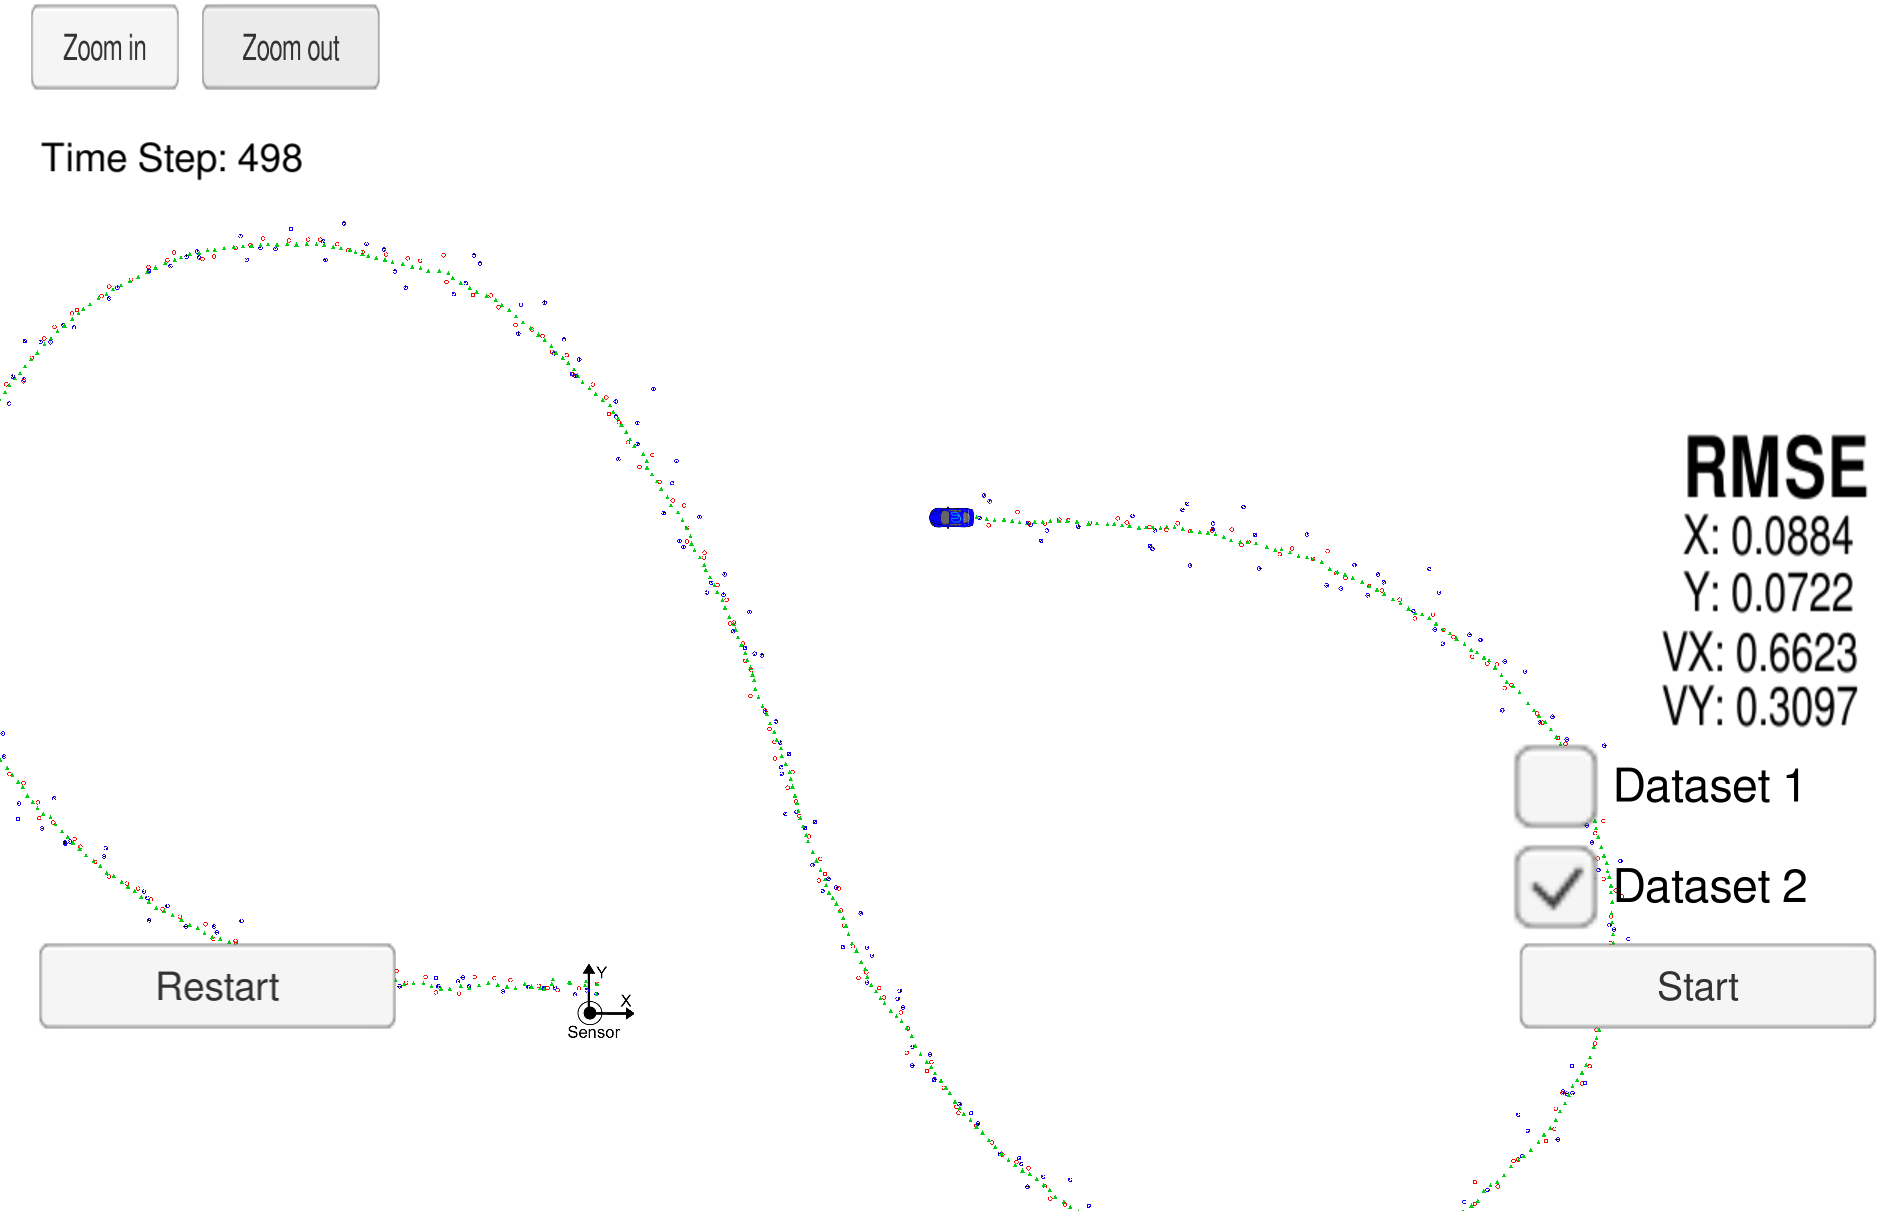 Zoom in
Zoom out
Time Step: 498
RMSE
X: 0.0884
Y: 0.0722
VX: 0.6623
VY: 0.3097
Dataset 1
Dataset 2
Restart
Y
X
Sensor
Start